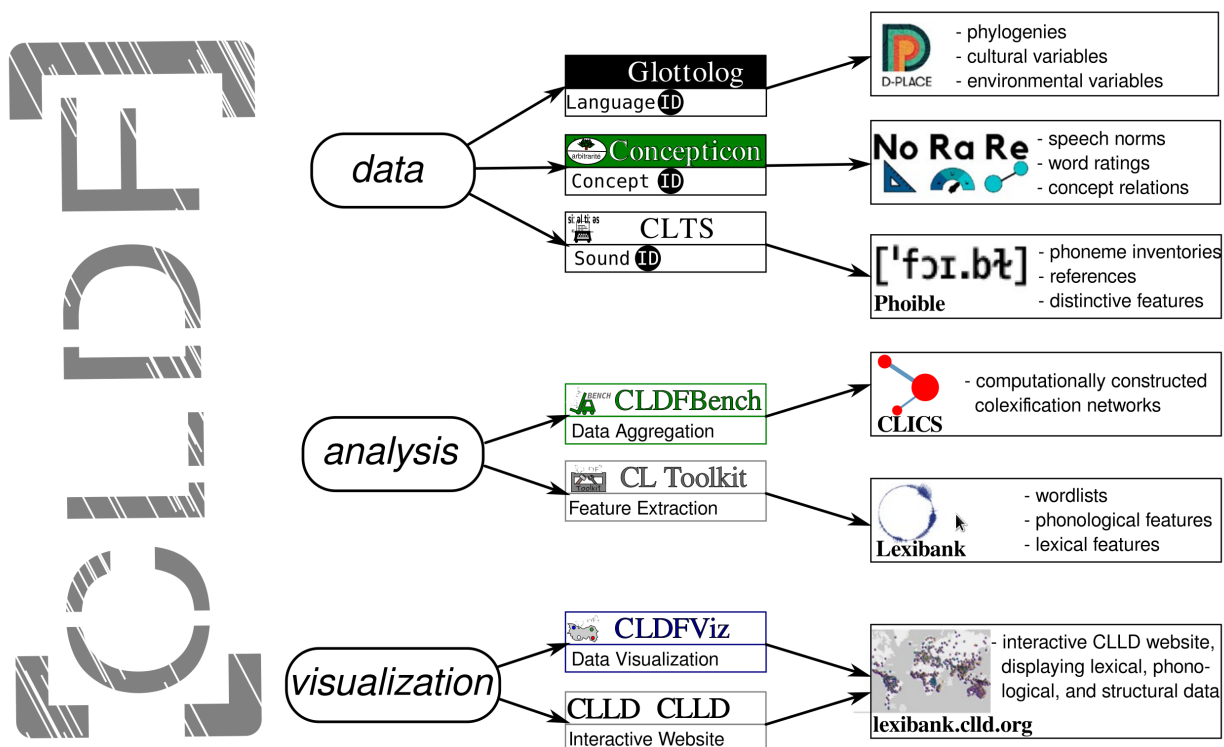 [CLDF]
data
Glottolog
Language ID
arbitrarité
Concepticon
Concept ID
CLTS
Sound ID
D-PLACE
- phylogenies
- cultural variables
- environmental variables
No Ra Re
- speech norms
- word ratings
- concept relations
[ˈfɔɪ.bɫ]
Phoible
- phoneme inventories
- references
- distinctive features
analysis
BENCH
CLDFBench
Data Aggregation
Toolkit
CL Toolkit
Feature Extraction
CLICS
- computationally constructed
colexification networks
Lexibank
- wordlists
- phonological features
- lexical features
visualization
CLDFViz
Data Visualization
CLLD CLLD
Interactive Website
- interactive CLLD website,
displaying lexical, phono-
logical, and structural data
lexibank.clld.org